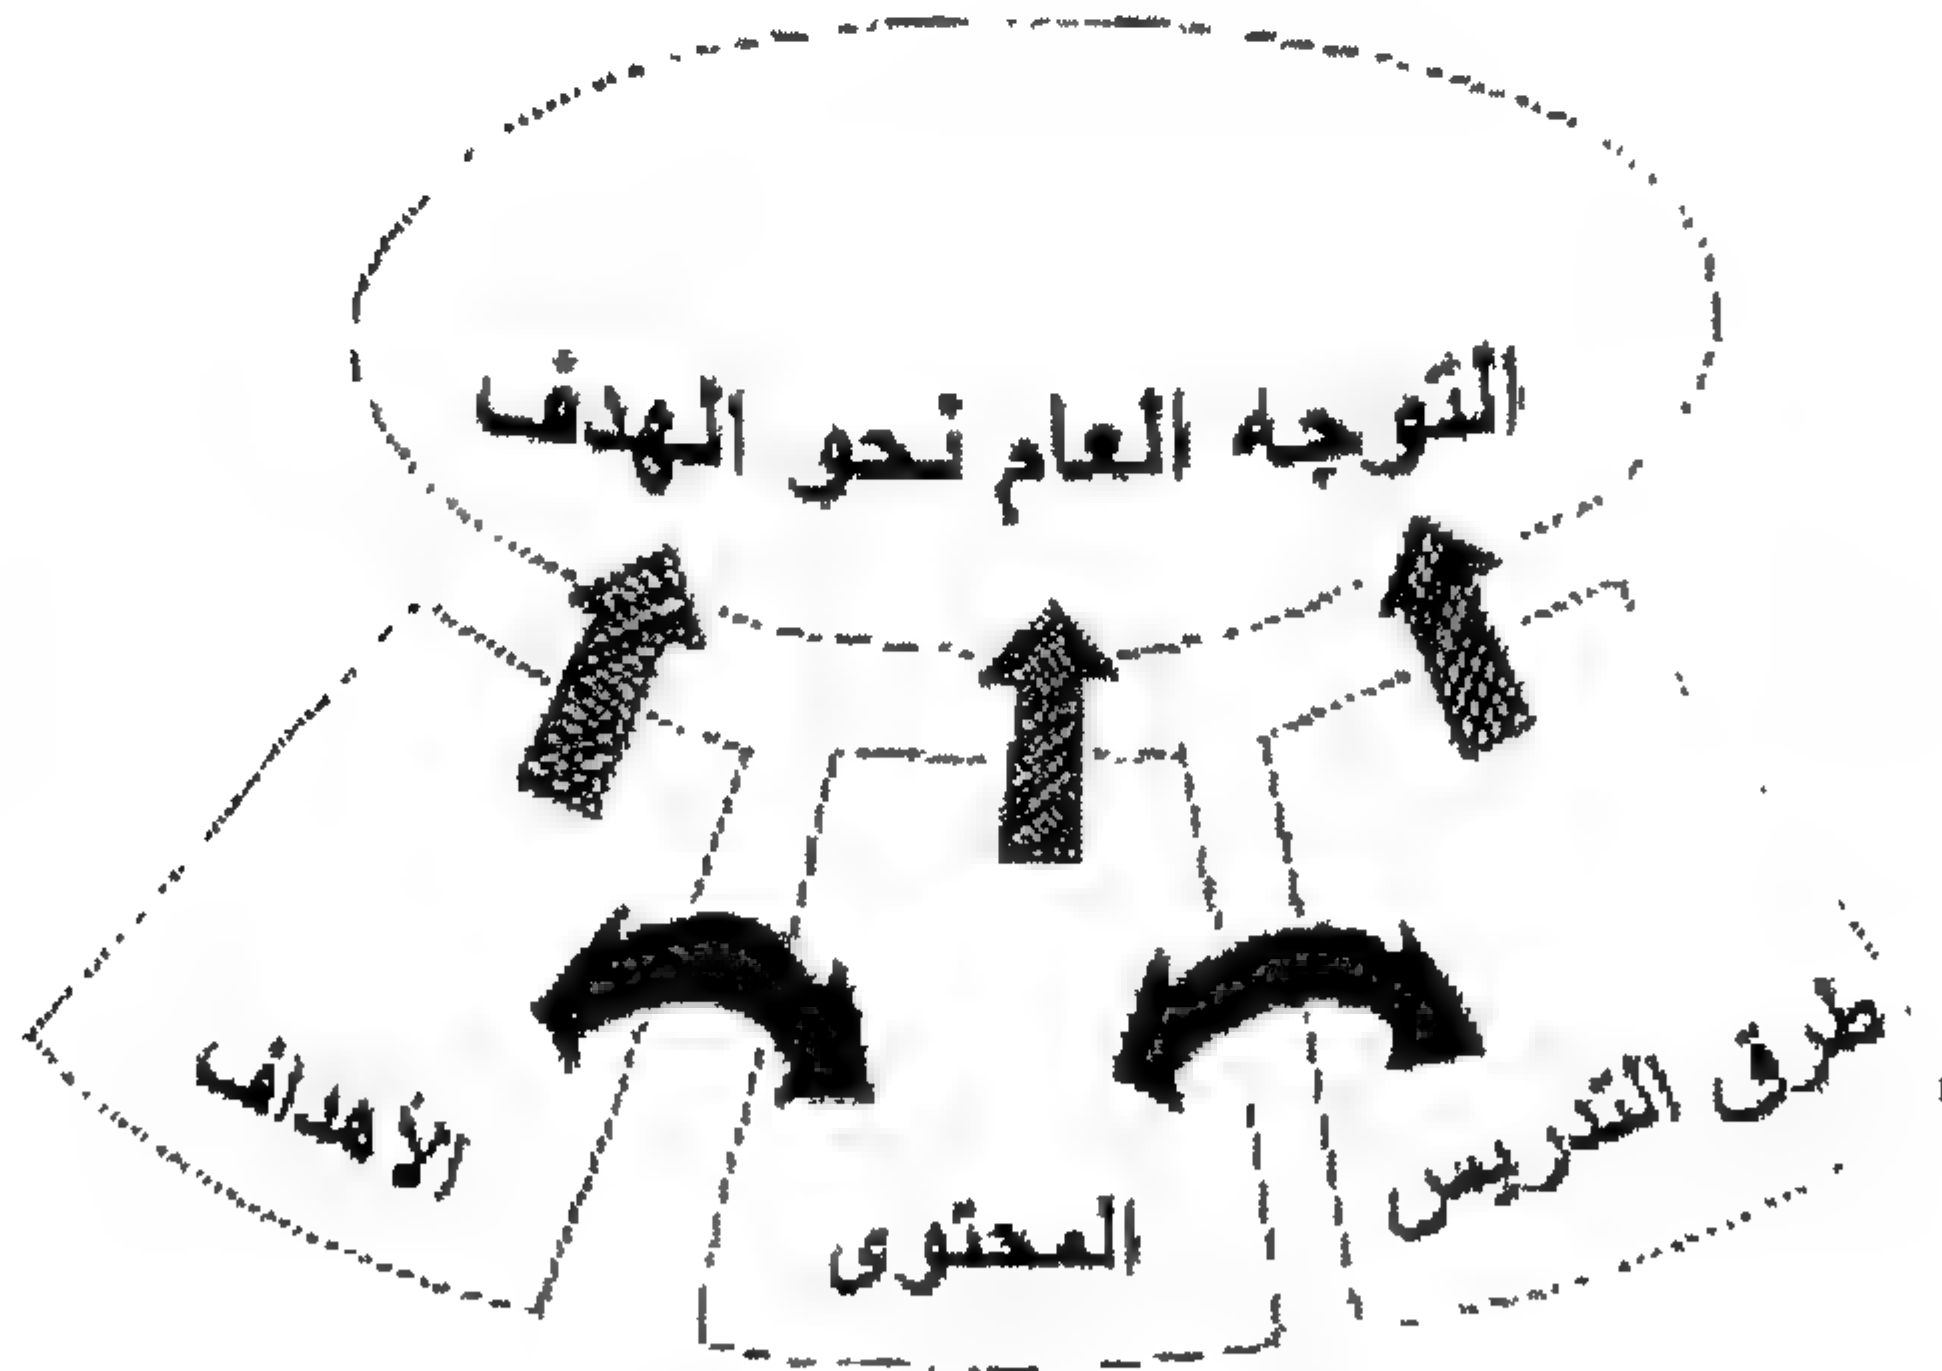 التوجه العام نحو الهدف
طرق التدريس
المحتوى
الأهداف